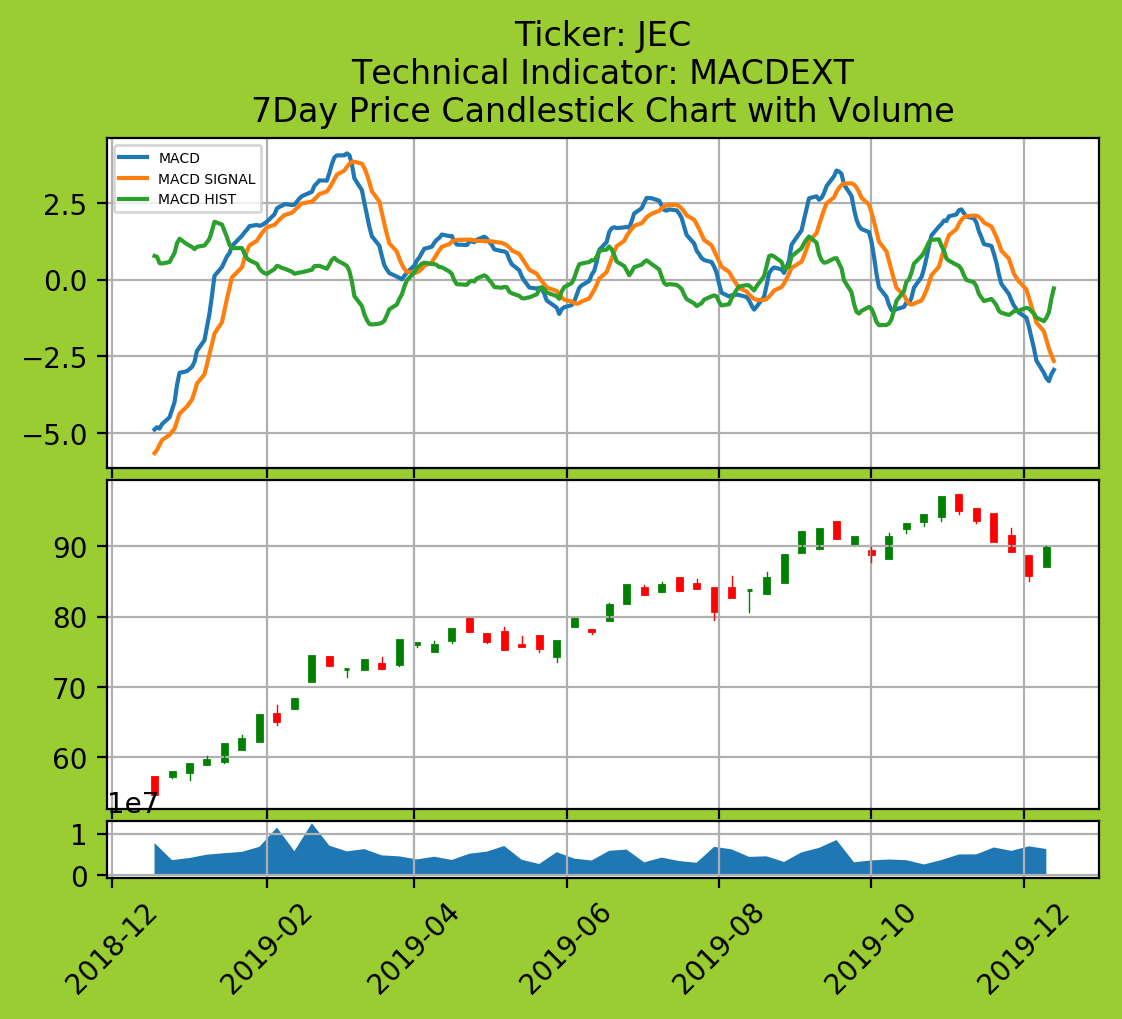 Ticker: JEC
Technical Indicator: MACDEXT
7Day Price Candlestick Chart with Volume
MACD
MACD SIGNAL
MACD HIST
2.5
0.0
−2.5
−5.0
90
80
70
60
1e7
1
0
2018-12
2019-02
2019-04
2019-06
2019-08
2019-10
2019-12